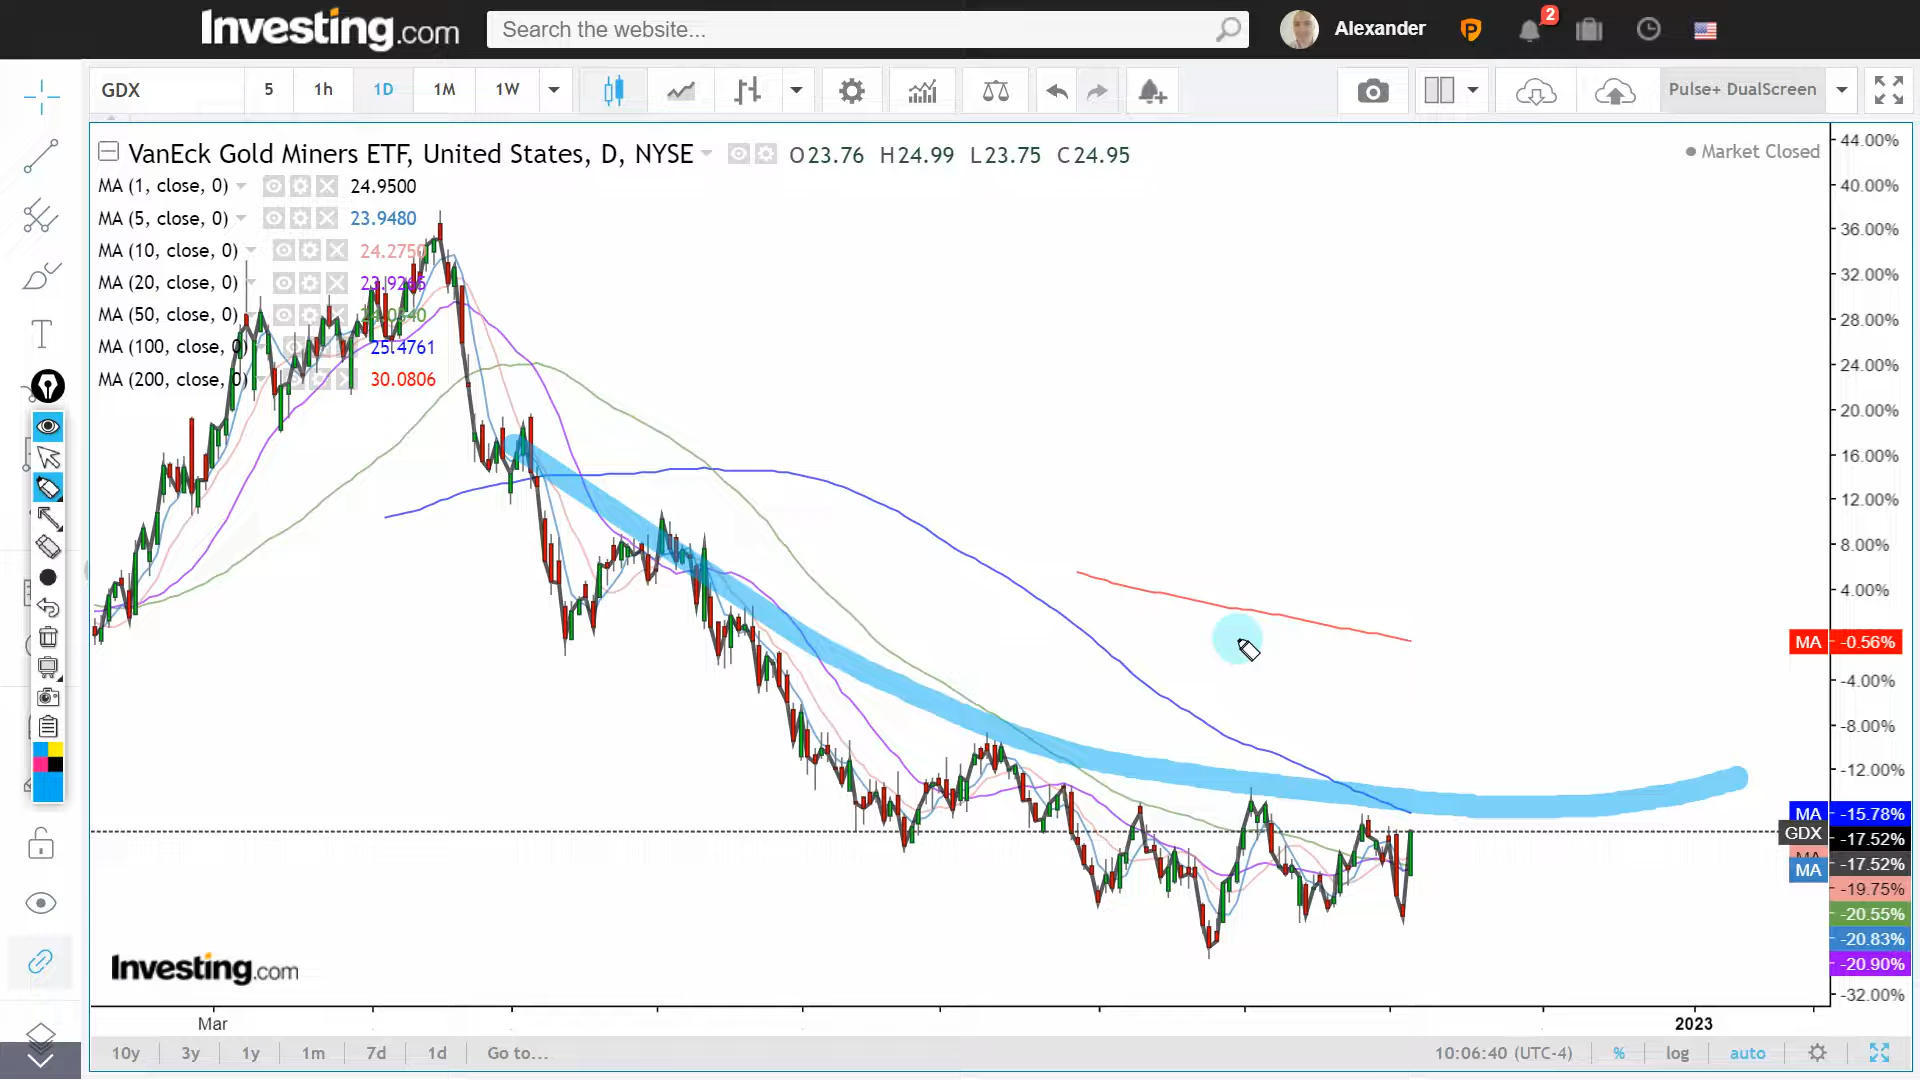 Investing.com
Search the website...
Alexander
2
GDX
5
1h
1D
1M
1W
Pulse+ DualScreen
VanEck Gold Miners ETF, United States, D, NYSE
O23.76 H24.99 L23.75 C24.95
Market Closed
MA (1, close, 0) 24.9500
MA (5, close, 0) 23.9480
MA (10, close, 0)
MA (20, close, 0)
MA (50, close, 0)
MA (100, close, 0) 25.4761
MA (200, close, 0) 30.0806
44.00%
40.00%
36.00%
32.00%
28.00%
24.00%
20.00%
16.00%
12.00%
8.00%
4.00%
MA -0.56%
-4.00%
-8.00%
-12.00%
MA -15.78%
GDX -17.52%
-17.52%
MA
-19.75%
-20.55%
-20.83%
-20.90%
-32.00%
Investing.com
Mar
2023
10y
3y
1y
1m
7d
1d
Go to...
10:06:40 (UTC-4)
%
log
auto